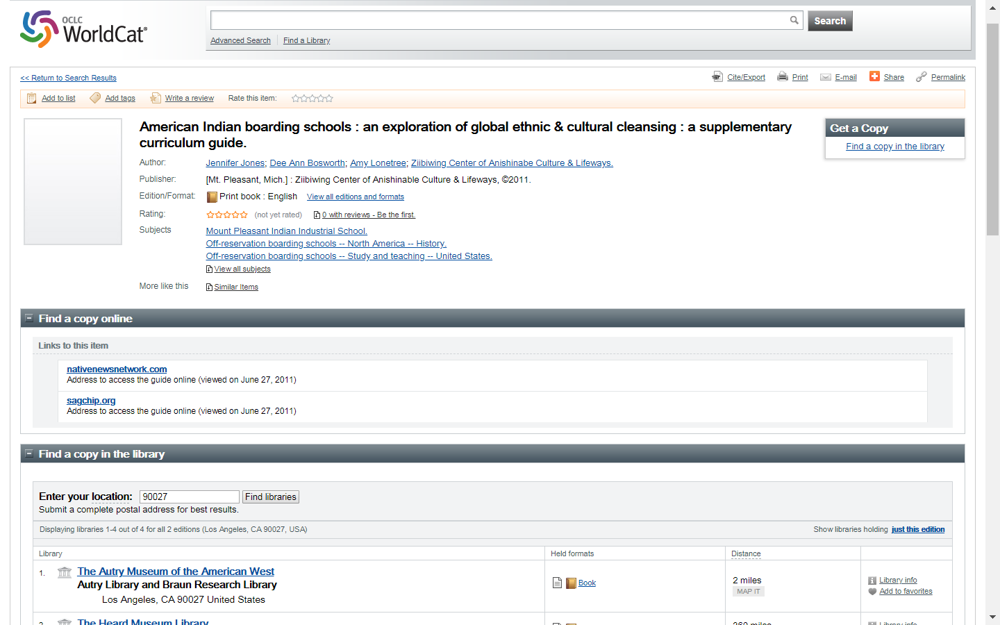 OCLC
WorldCat®
Search
Advanced Search
Find a Library
<< Return to Search Results
Cite/Export
Print
E-mail
Share
Permalink
Add to list
Add tags
Write a review
Rate this item:
American Indian boarding schools : an exploration of global ethnic & cultural cleansing : a supplementary
curriculum guide.
Get a Copy
Find a copy in the library
Author: Jennifer Jones; Dee Ann Bosworth; Amy Lonetree; Ziibiwing Center of Anishinabe Culture & Lifeways.
Publisher: [Mt. Pleasant, Mich.] : Ziibiwing Center of Anishinable Culture & Lifeways, ©2011.
Edition/Format: Print book : English View all editions and formats
Rating: (not yet rated) 0 with reviews - Be the first.
Subjects Mount Pleasant Indian Industrial School.
Off-reservation boarding schools -- North America -- History.
Off-reservation boarding schools -- Study and teaching -- United States.
View all subjects
More like this Similar Items
Find a copy online
Links to this item
nativenewsnetwork.com
Address to access the guide online (viewed on June 27, 2011)
sagchip.org
Address to access the guide online (viewed on June 27, 2011)
Find a copy in the library
Enter your location: 90027 Find libraries
Submit a complete postal address for best results.
Displaying libraries 1-4 out of 4 for all 2 editions (Los Angeles, CA 90027, USA) Show libraries holding just this edition
Library Held formats Distance
1. The Autry Museum of the American West
Autry Library and Braun Research Library
Los Angeles, CA 90027 United States
Book
2 miles
MAP IT
Library info
Add to favorites
2. The Heard Museum Library
Library info